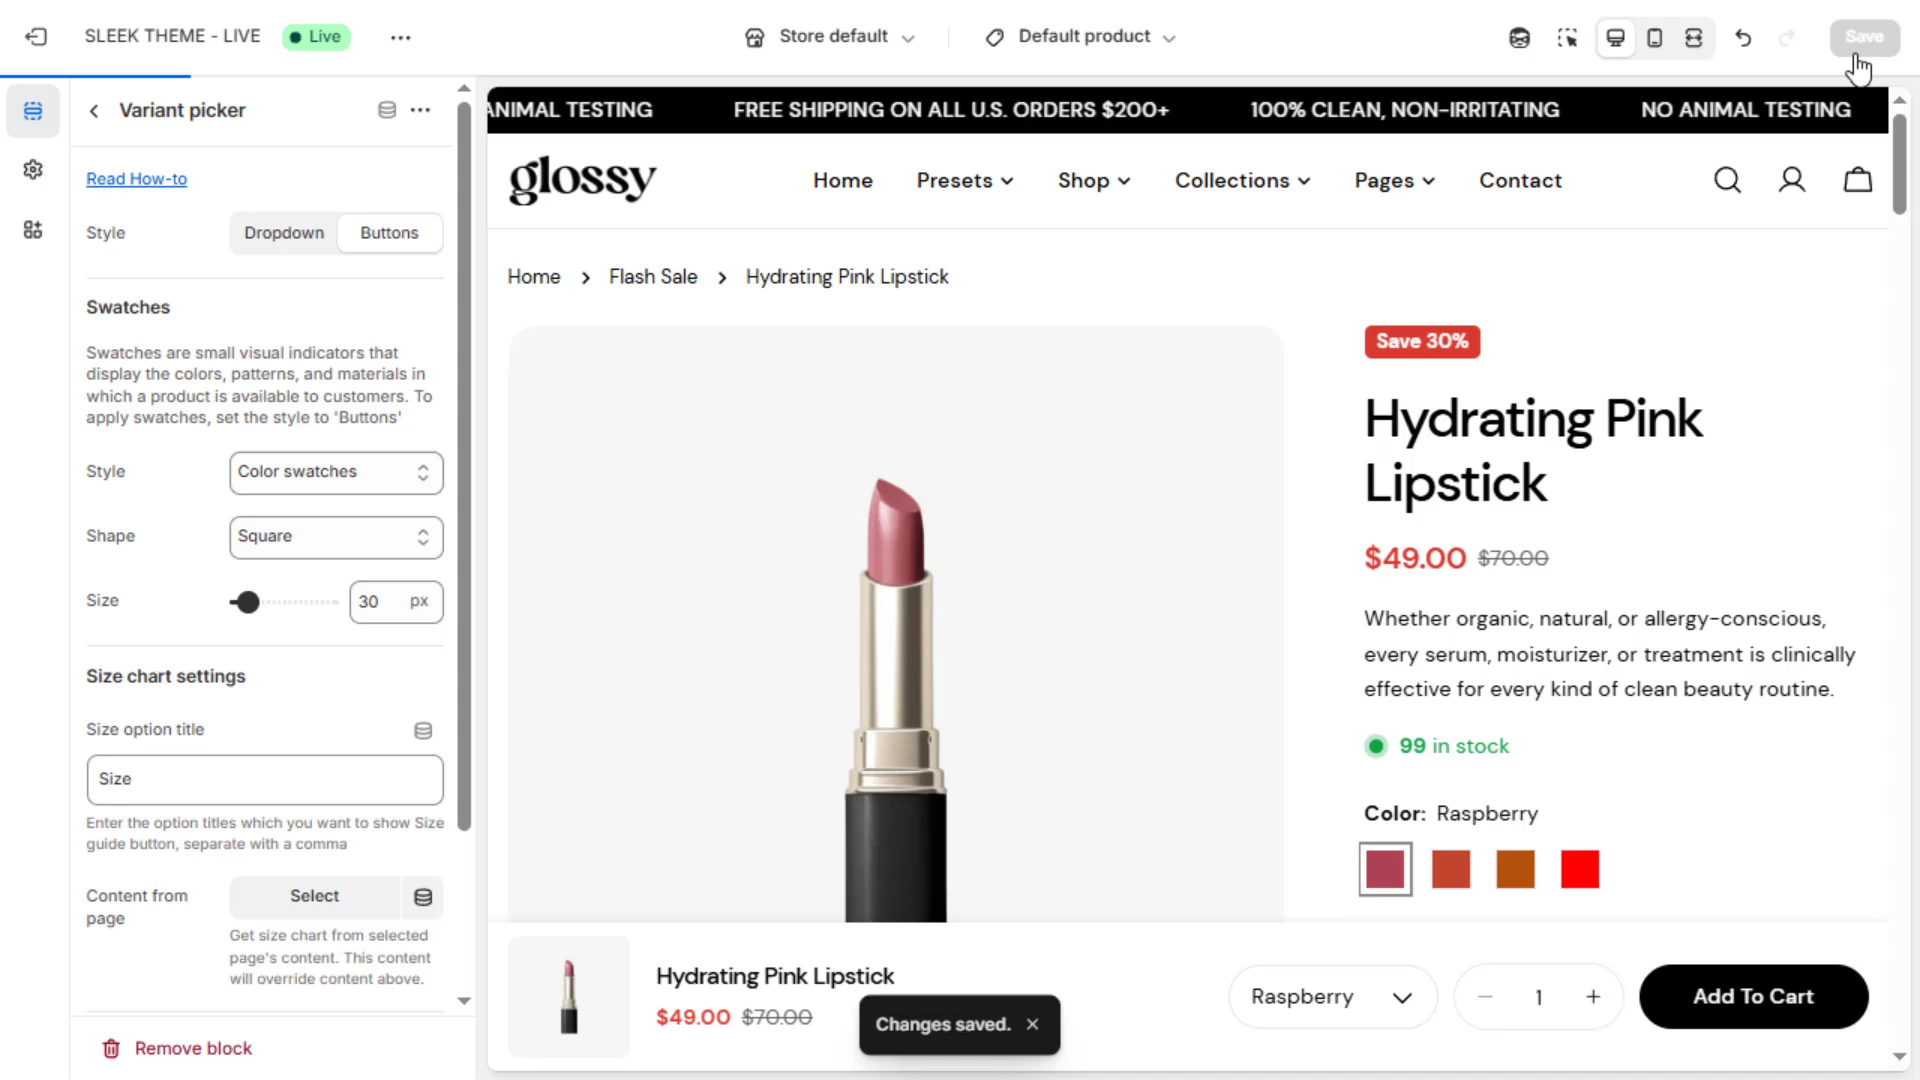 SLEEK THEME - LIVE
Live
Store default
Default product
Save
Variant picker
Read How-to
Style
Dropdown
Buttons
Swatches
Swatches are small visual indicators that
display the colors, patterns, and materials in
which a product is available to customers. To
apply swatches, set the style to 'Buttons'
Style
Color swatches
Shape
Square
Size
30
px
Size chart settings
Size option title
Size
Enter the option titles which you want to show Size
guide button, separate with a comma
Content from
page
Select
Get size chart from selected
page's content. This content
will override content above.
Remove block
ANIMAL TESTING
FREE SHIPPING ON ALL U.S. ORDERS $200+
100% CLEAN, NON-IRRITATING
NO ANIMAL TESTING
glossy
Home
Presets
Shop
Collections
Pages
Contact
Home > Flash Sale > Hydrating Pink Lipstick
Save 30%
Hydrating Pink
Lipstick
$49.00 $70.00
Whether organic, natural, or allergy-conscious,
every serum, moisturizer, or treatment is clinically
effective for every kind of clean beauty routine.
99 in stock
Color: Raspberry
Hydrating Pink Lipstick
$49.00 $70.00
Raspberry
1
Add To Cart
Changes saved.